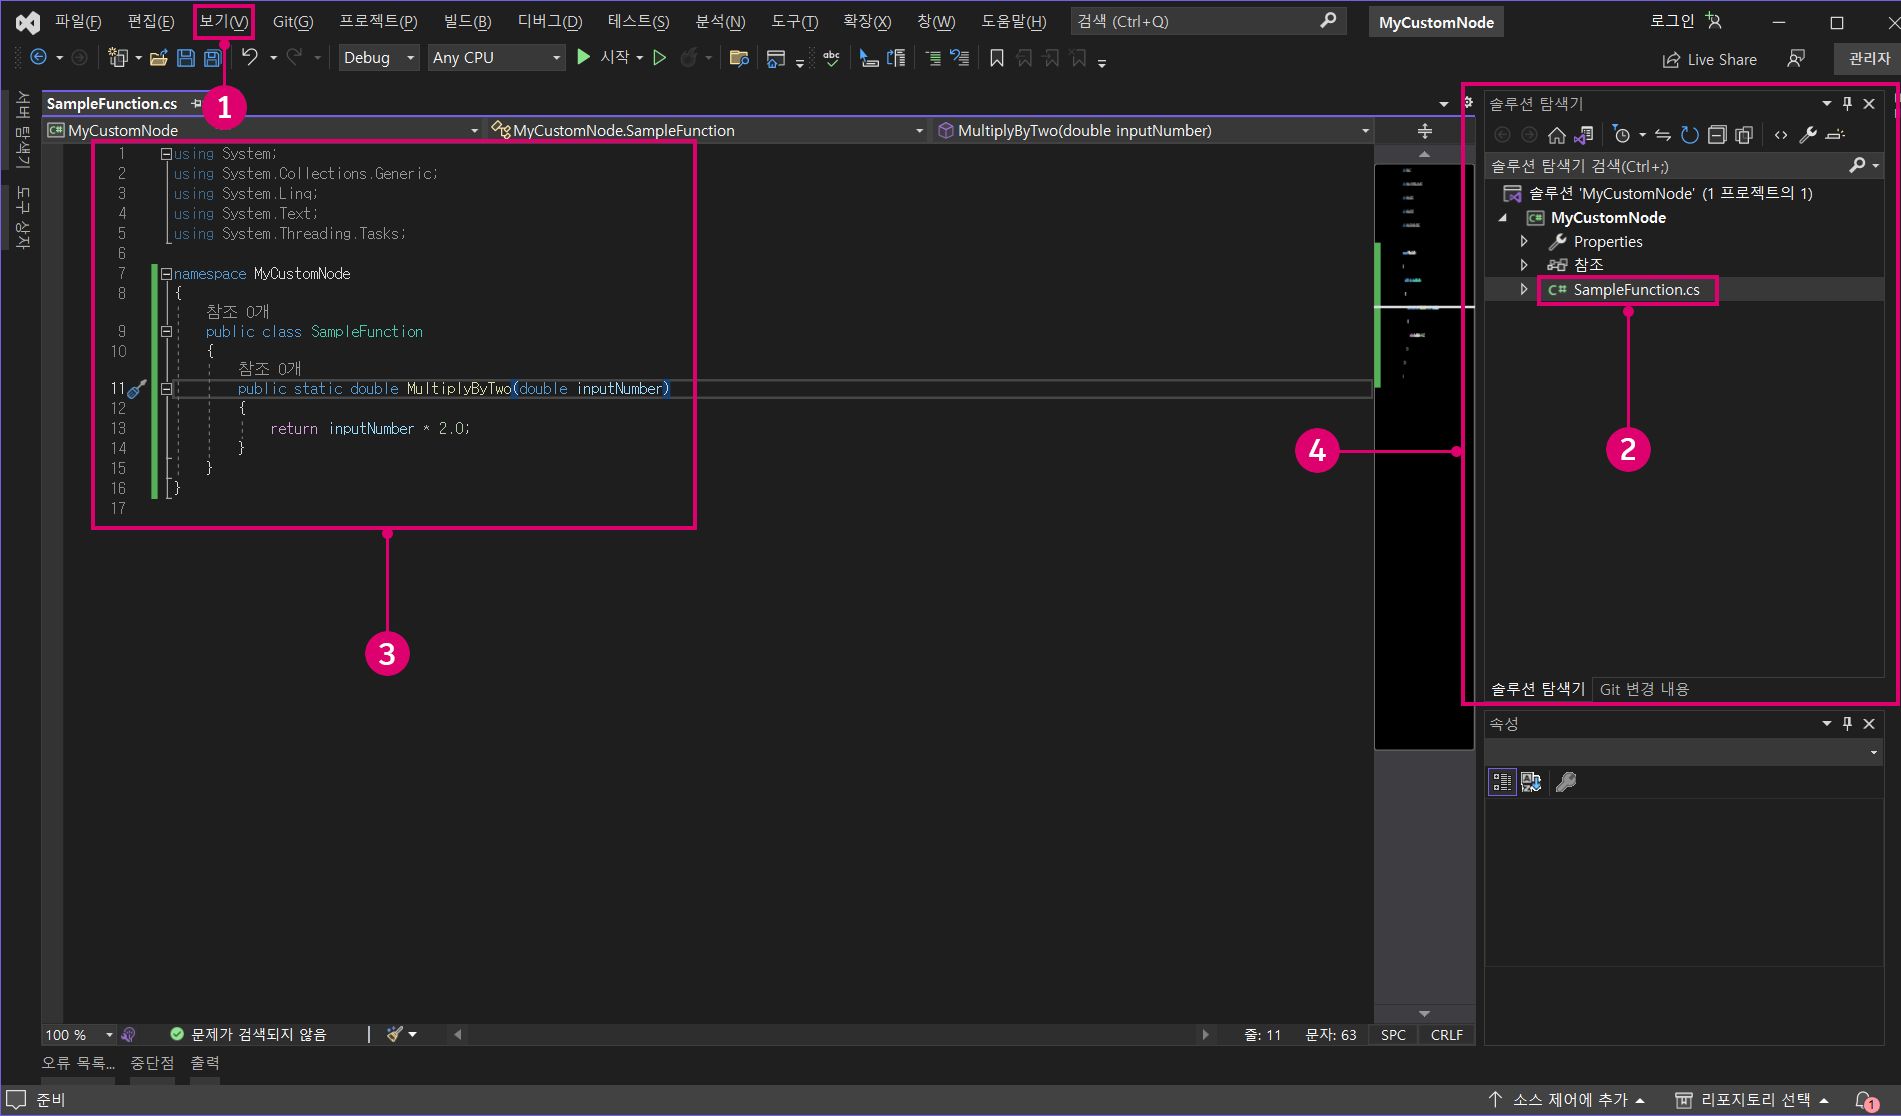 파일(F) 편집(E) 보기(V) Git(G) 프로젝트(P) 빌드(B) 디버그(D) 테스트(S) 분석(N) 도구(T) 확장(X) 창(W) 도움말(H) 검색 (Ctrl+Q) MyCustomNode 로그인
Debug Any CPU 시작 abc Live Share 관리자
1
서버 탐색기
도구 상자
SampleFunction.cs
MyCustomNode MyCustomNode.SampleFunction MultiplyByTwo(double inputNumber)
1 using System;
2 using System.Collections.Generic;
3 using System.Linq;
4 using System.Text;
5 using System.Threading.Tasks;
6
7 namespace MyCustomNode
8 {
참조 0개
9 public class SampleFunction
10 {
참조 0개
11 public static double MultiplyByTwo(double inputNumber)
12 {
13 return inputNumber * 2.0;
14 }
15 }
16 }
17
3
4
솔루션 탐색기
솔루션 탐색기 검색(Ctrl+;)
솔루션 'MyCustomNode' (1 프로젝트의 1)
C# MyCustomNode
Properties
참조
C# SampleFunction.cs
2
솔루션 탐색기 Git 변경 내용
속성
100 % 문제가 검색되지 않음 줄: 11 문자: 63 SPC CRLF
오류 목록... 중단점 출력
준비 소스 제어에 추가 리포지토리 선택 1